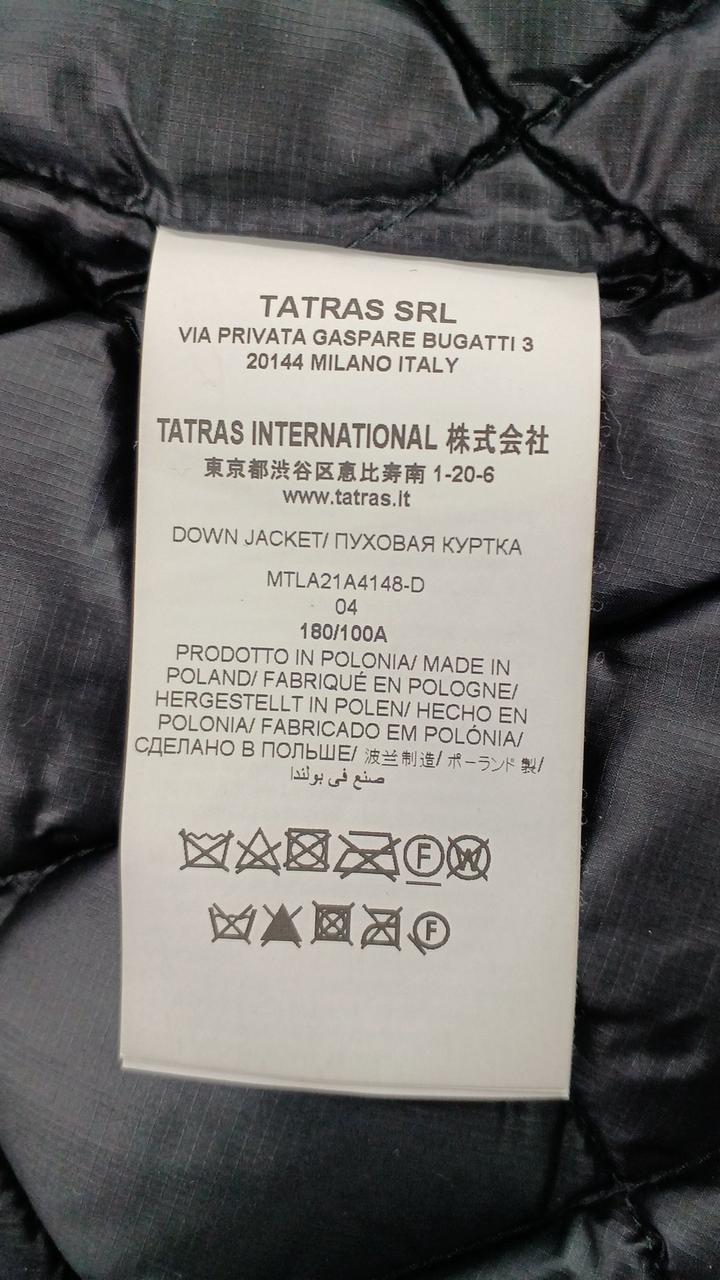 TATRAS SRL
VIA PRIVATA GASPARE BUGATTI 3
20144 MILANO ITALY
TATRAS INTERNATIONAL 株式会社
東京都渋谷区恵比寿南 1-20-6
www.tatras.it
DOWN JACKET/ ПУХОВАЯ КУРТКА
MTLA21A4148-D
04
180/100A
PRODOTTO IN POLONIA/ MADE IN
POLAND/ FABRIQUÉ EN POLOGNE/
HERGESTELLT IN POLEN/ HECHO EN
POLONIA/ FABRICADO EM POLÓNIA/
СДЕЛАНО В ПОЛЬШЕ/ 波兰制造/ ポーランド 製/
صنع في بولندا
F W
F